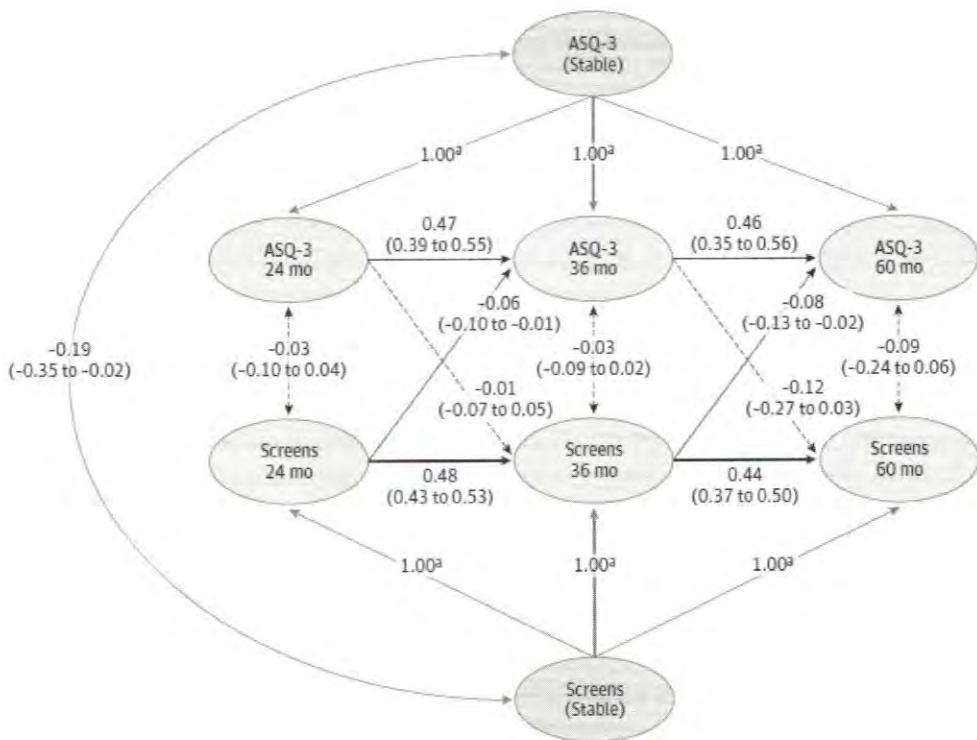 ASQ-3
(Stable)
1.00ª
1.00ª
1.00ª
ASQ-3
24 mo
0.47
(0.39 to 0.55)
ASQ-3
36 mo
0.46
(0.35 to 0.56)
ASQ-3
60 mo
-0.19
(-0.35 to -0.02)
-0.03
(-0.10 to 0.04)
-0.06
(-0.10 to -0.01)
-0.01
(-0.07 to 0.05)
-0.03
(-0.09 to 0.02)
-0.08
(-0.13 to -0.02)
-0.12
(-0.27 to 0.03)
-0.09
(-0.24 to 0.06)
Screens
24 mo
0.48
(0.43 to 0.53)
Screens
36 mo
0.44
(0.37 to 0.50)
Screens
60 mo
1.00ª
1.00ª
1.00ª
Screens
(Stable)